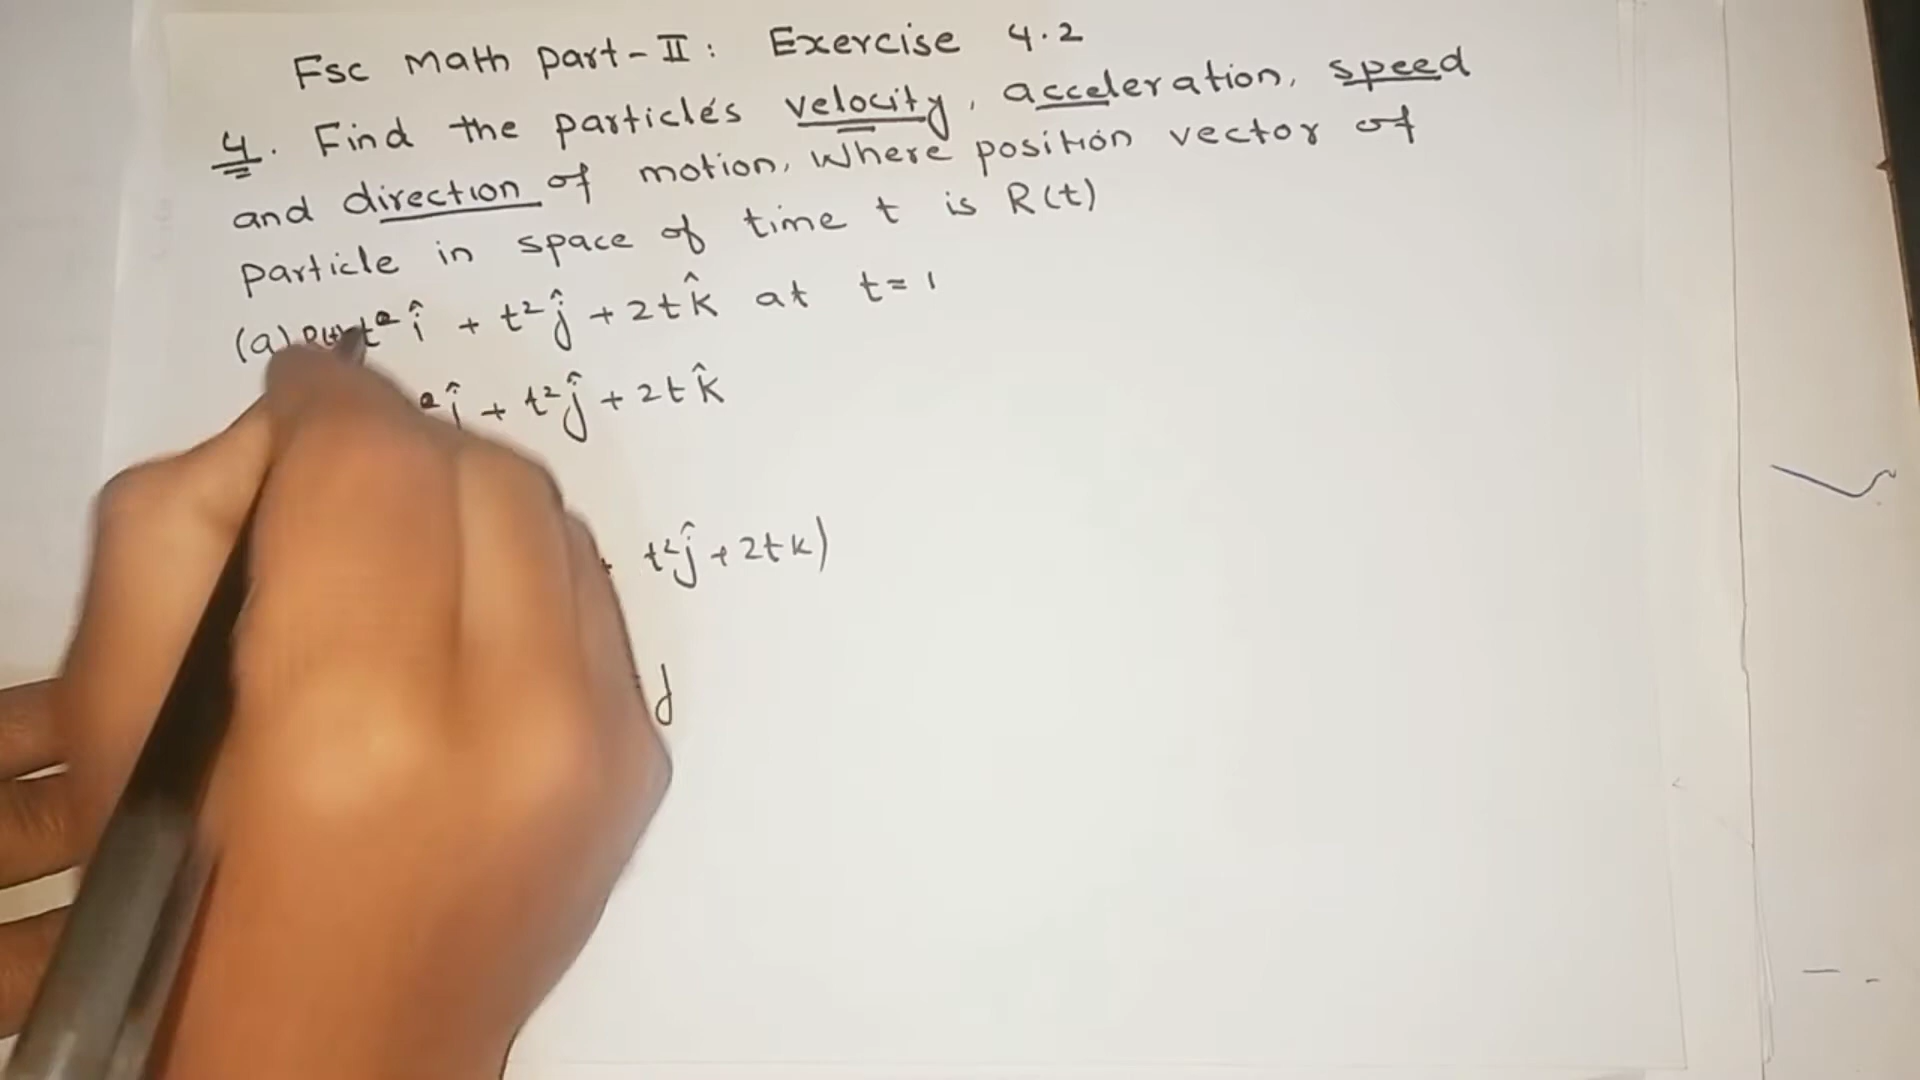 Fsc Math part-II: Exercise 4.2
4. Find the particle's velocity, acceleration, speed
and direction of motion, Where position vector of
particle in space of time t is R(t)
(a) R(t) t² î + t² ĵ + 2t k̂ at t=1
² î + t² ĵ + 2t k̂
t² ĵ + 2t k)